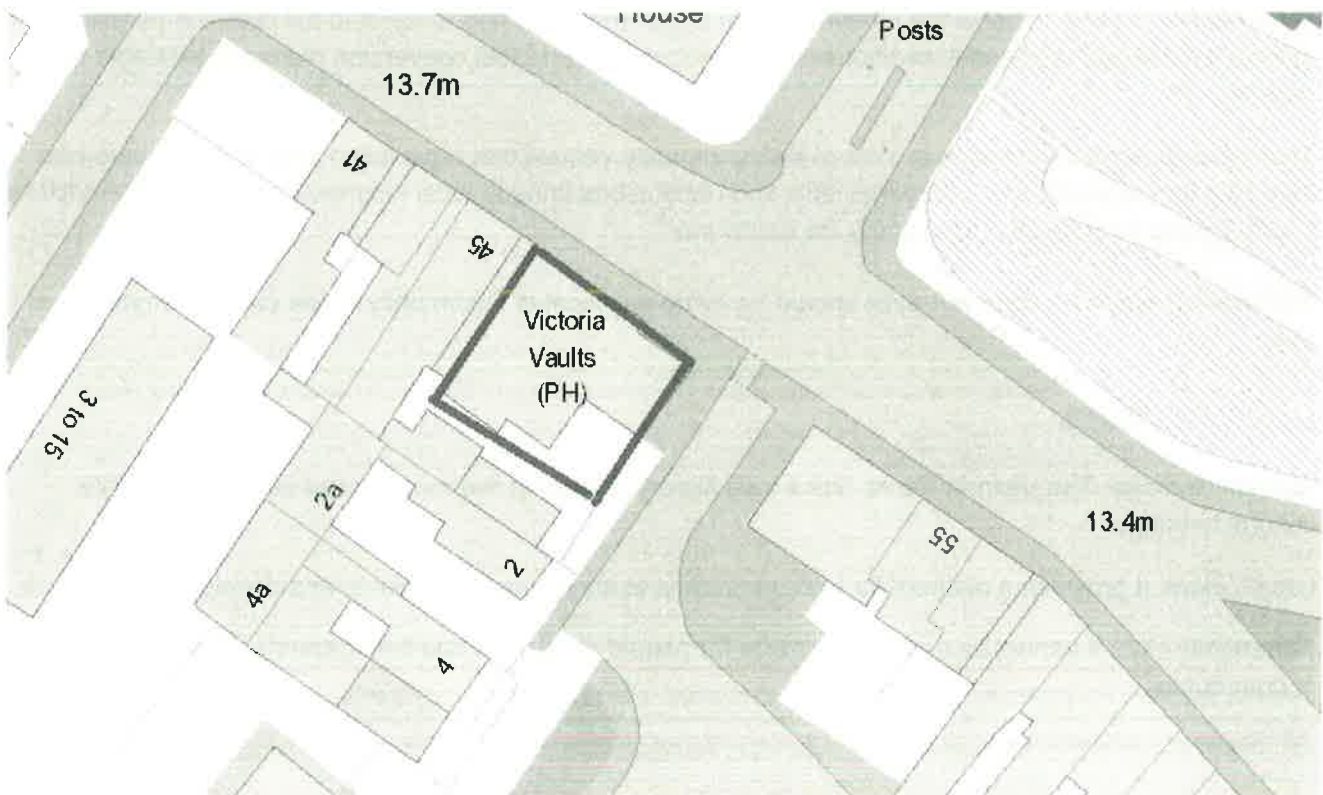 House
Posts
13.7m
41
45
Victoria
Vaults
(PH)
3 to 15
2a
55
13.4m
2
4a
4